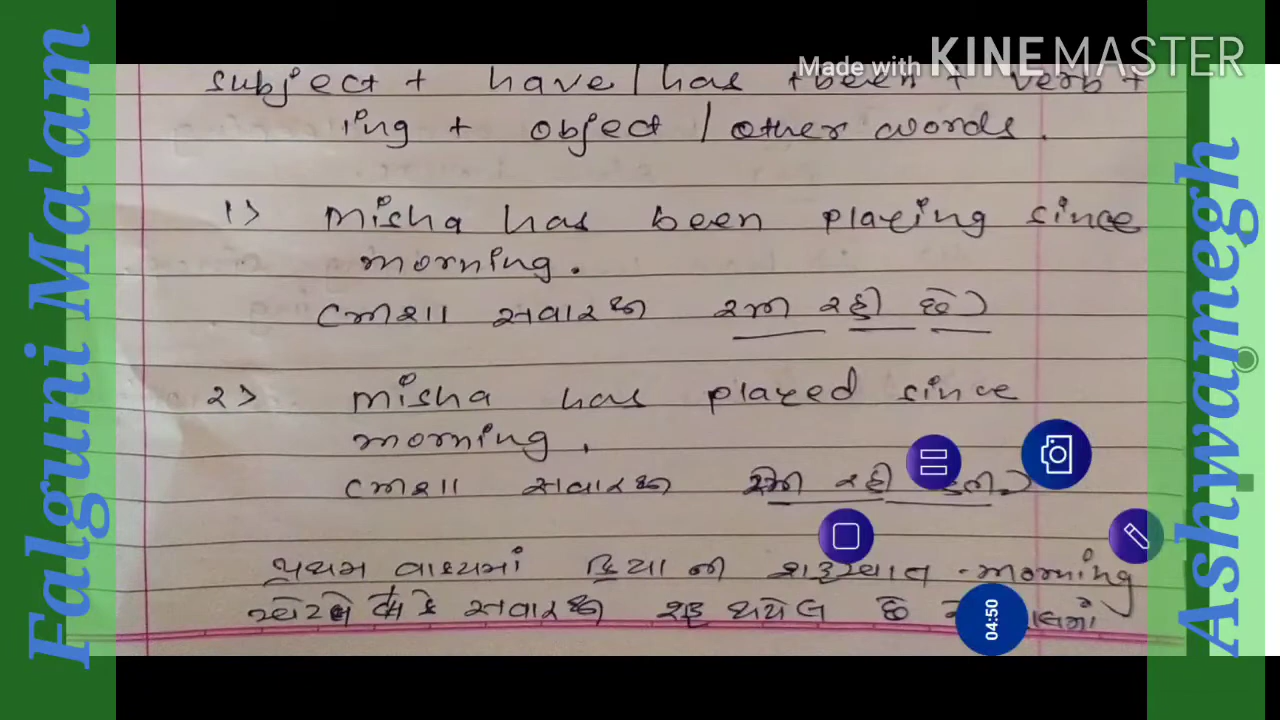 Made with KINEMASTER
Falguni Ma'am
subject + have / has + been + verb +
ing + object / other words.
1> Misha has been playing since
morning.
મિશા સવારથી રમી રહી છે
2> Misha has played since
morning.
મિશા સવારથી રમી રહી હતી
પ્રથમ વાક્યમાં ક્રિયા ની શરૂઆત - morning
એટલે કે સવારથી શરૂ થયેલ છે
04:50
Ashwamegh